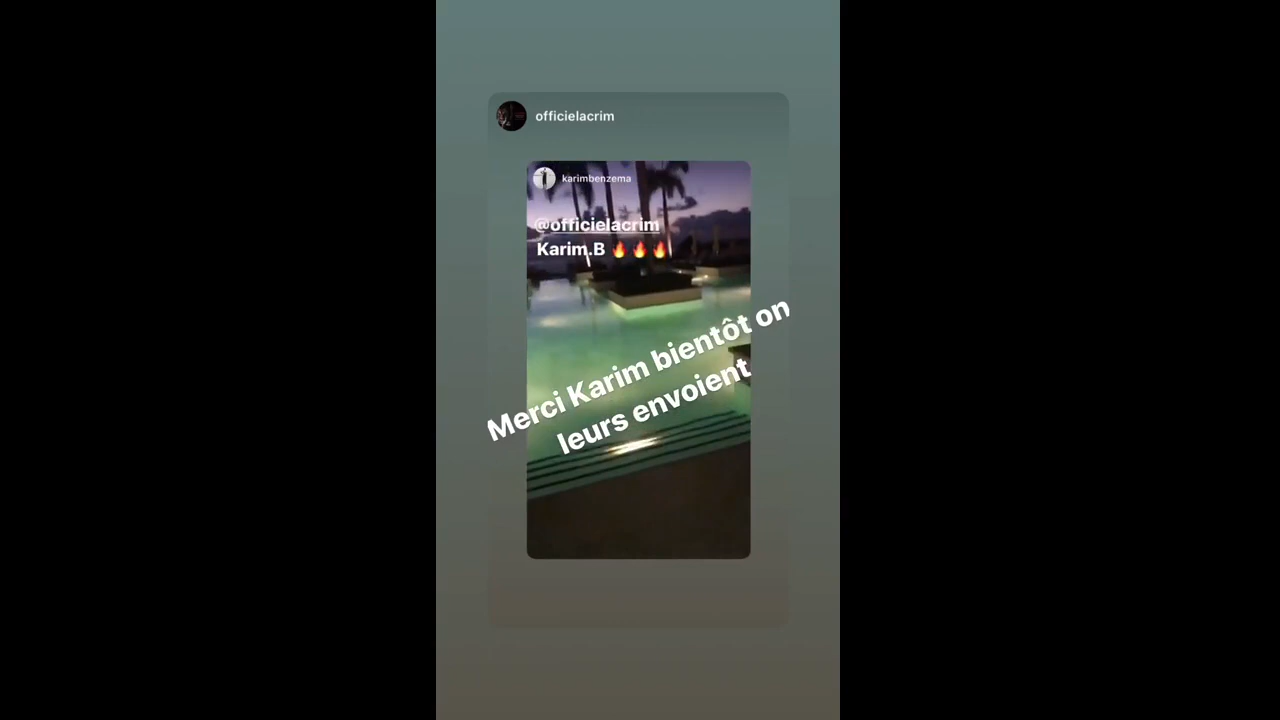 officielacrim
karimbenzema
@officielacrim
Karim.B 🔥🔥🔥
Merci Karim bientôt on
leurs envoient